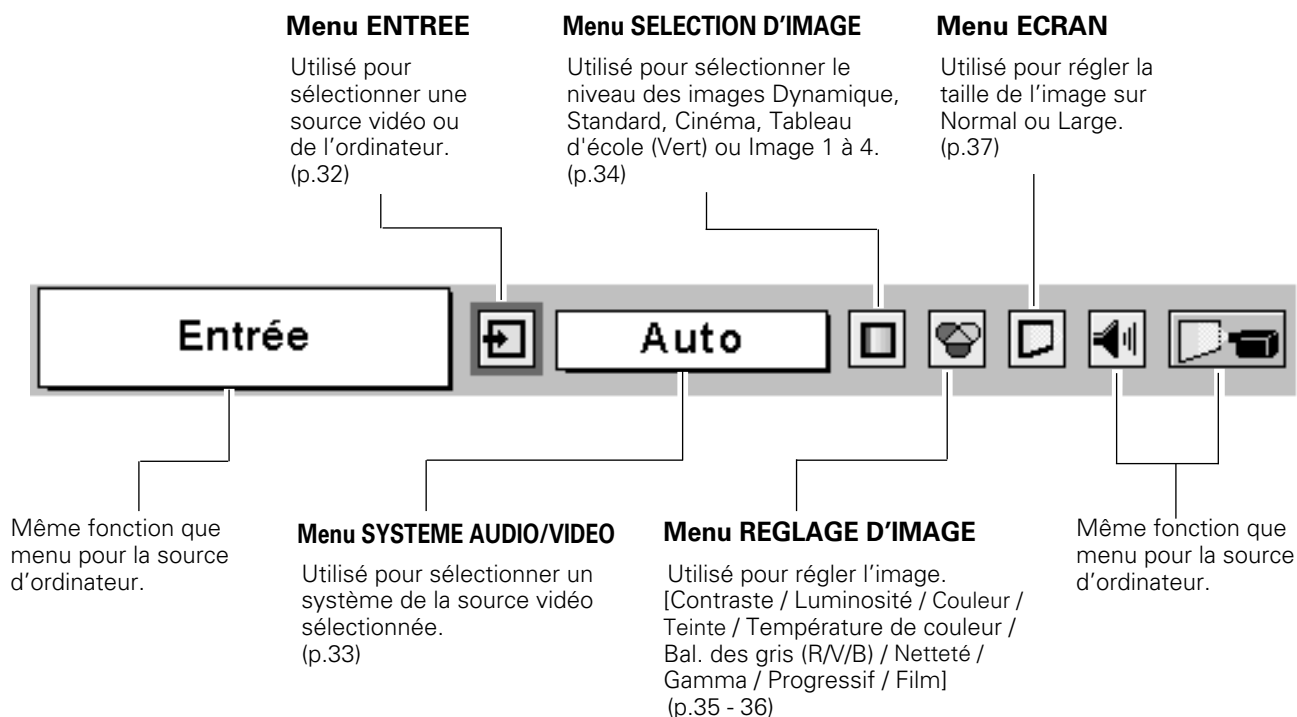 Menu ENTREE
Utilisé pour
sélectionner une
source vidéo ou
de l’ordinateur.
(p.32)
Menu SELECTION D’IMAGE
Utilisé pour sélectionner le
niveau des images Dynamique,
Standard, Cinéma, Tableau
d'école (Vert) ou Image 1 à 4.
(p.34)
Menu ECRAN
Utilisé pour régler la
taille de l’image sur
Normal ou Large.
(p.37)
Entrée
Auto
Même fonction que
menu pour la source
d’ordinateur.
Menu SYSTEME AUDIO/VIDEO
Utilisé pour sélectionner un
système de la source vidéo
sélectionnée.
(p.33)
Menu REGLAGE D’IMAGE
Utilisé pour régler l’image.
[Contraste / Luminosité / Couleur /
Teinte / Température de couleur /
Bal. des gris (R/V/B) / Netteté /
Gamma / Progressif / Film]
(p.35 - 36)
Même fonction que
menu pour la source
d’ordinateur.